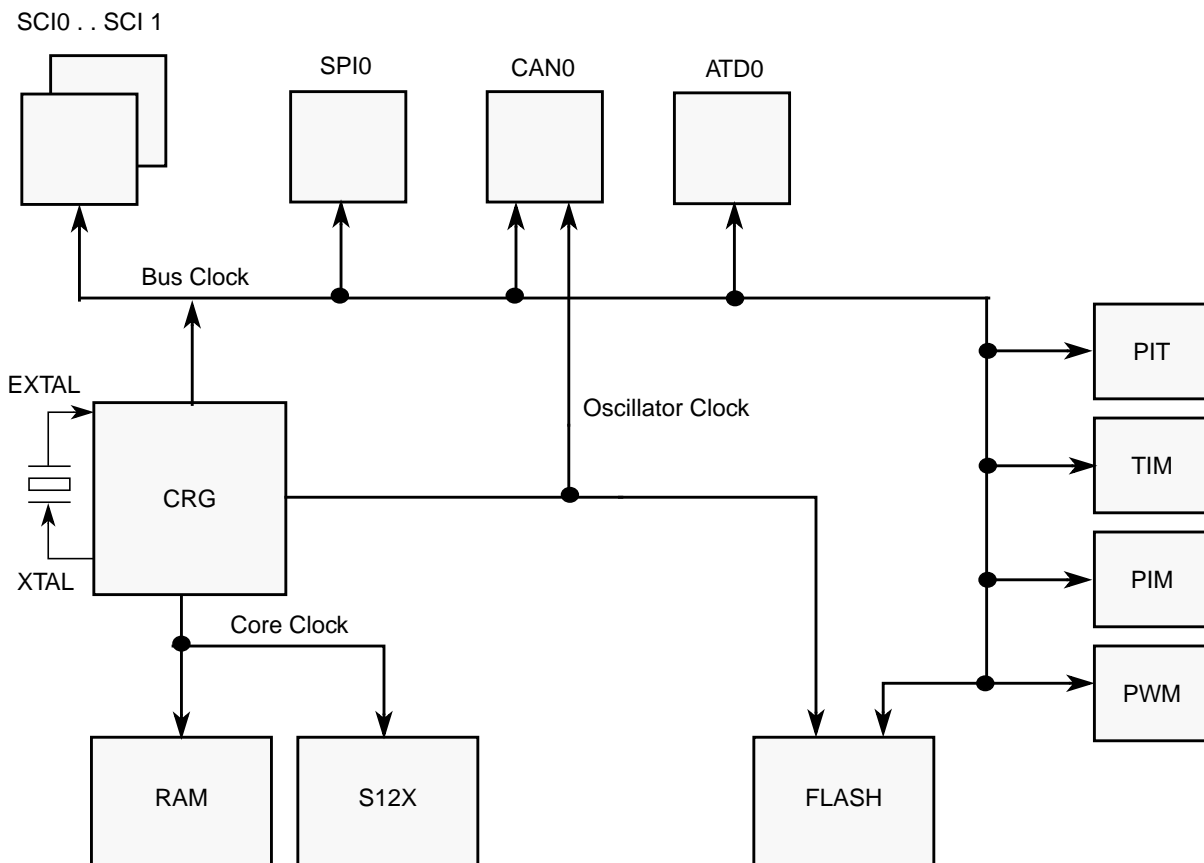 SCI0 . . SCI 1
SPI0
CAN0
ATD0
Bus Clock
PIT
EXTAL
Oscillator Clock
TIM
CRG
XTAL
PIM
Core Clock
PWM
RAM
S12X
FLASH